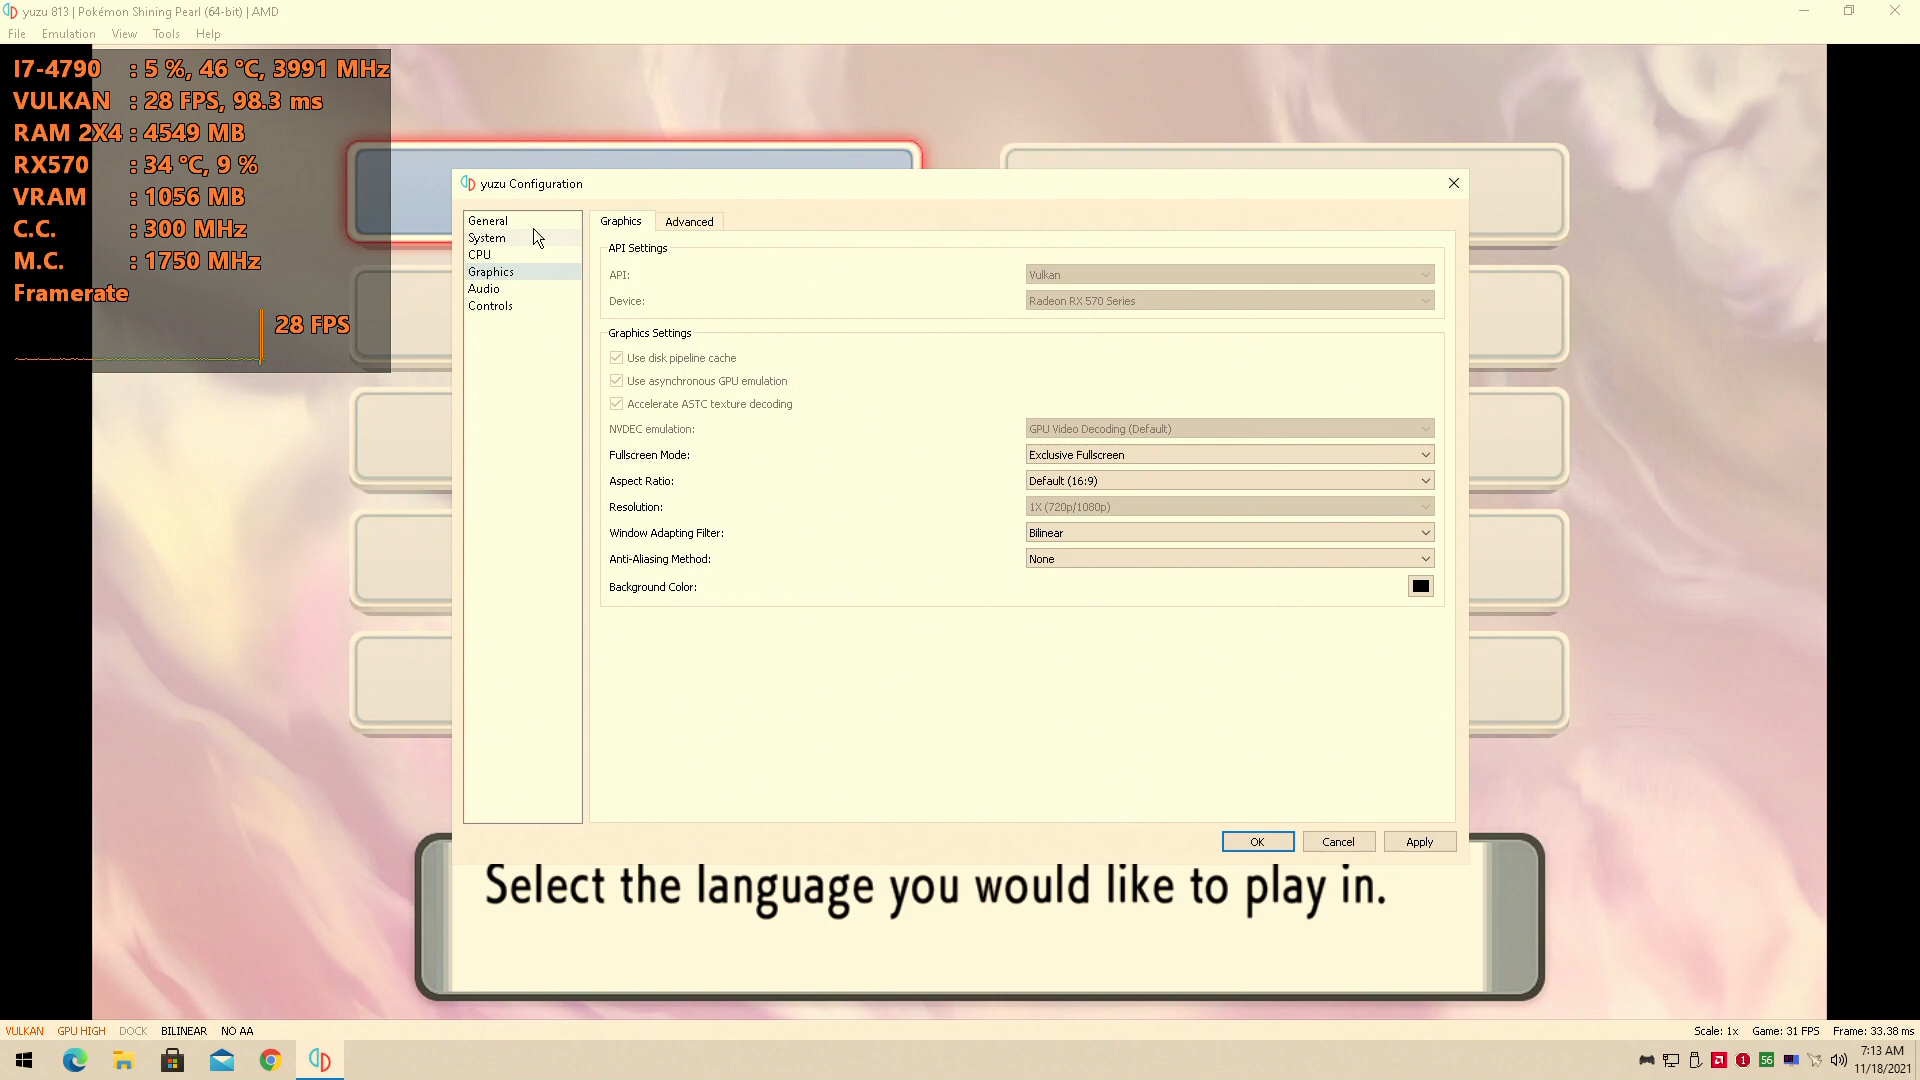 yuzu 813 | Pokémon Shining Pearl (64-bit) | AMD
File Emulation View Tools Help
I7-4790 : 5 %, 46 °C, 3991 MHz
VULKAN : 28 FPS, 98.3 ms
RAM 2X4 : 4549 MB
RX570 : 34 °C, 9 %
VRAM : 1056 MB
C.C. : 300 MHz
M.C. : 1750 MHz
Framerate
28 FPS
yuzu Configuration
General
System
CPU
Graphics
Audio
Controls
Graphics Advanced
API Settings
API: Vulkan
Device: Radeon RX 570 Series
Graphics Settings
Use disk pipeline cache
Use asynchronous GPU emulation
Accelerate ASTC texture decoding
NVDEC emulation: GPU Video Decoding (Default)
Fullscreen Mode: Exclusive Fullscreen
Aspect Ratio: Default (16:9)
Resolution: 1X (720p/1080p)
Window Adapting Filter: Bilinear
Anti-Aliasing Method: None
Background Color:
OK Cancel Apply
Select the language you would like to play in.
VULKAN GPU HIGH DOCK BILINEAR NO AA
Scale: 1x Game: 31 FPS Frame: 33.38 ms
1 56
7:13 AM
11/18/2021